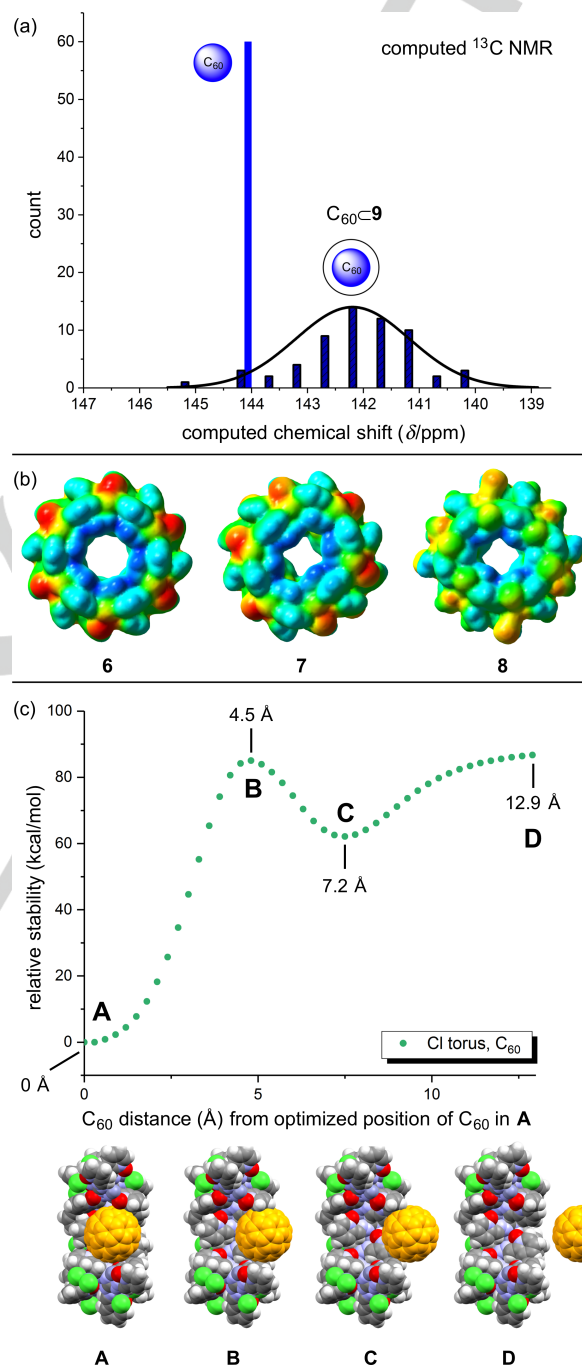 (a)
computed ¹³C NMR
C₆₀
C₆₀⊂9
C₆₀
count
60
50
40
30
20
10
0
147 146 145 144 143 142 141 140 139
computed chemical shift (δ/ppm)
(b)
6 7 8
(c)
relative stability (kcal/mol)
100
80
60
40
20
0
4.5 Å
B
C
7.2 Å
12.9 Å
D
A
0 Å
Cl torus, C₆₀
0 5 10
C₆₀ distance (Å) from optimized position of C₆₀ in A
A B C D